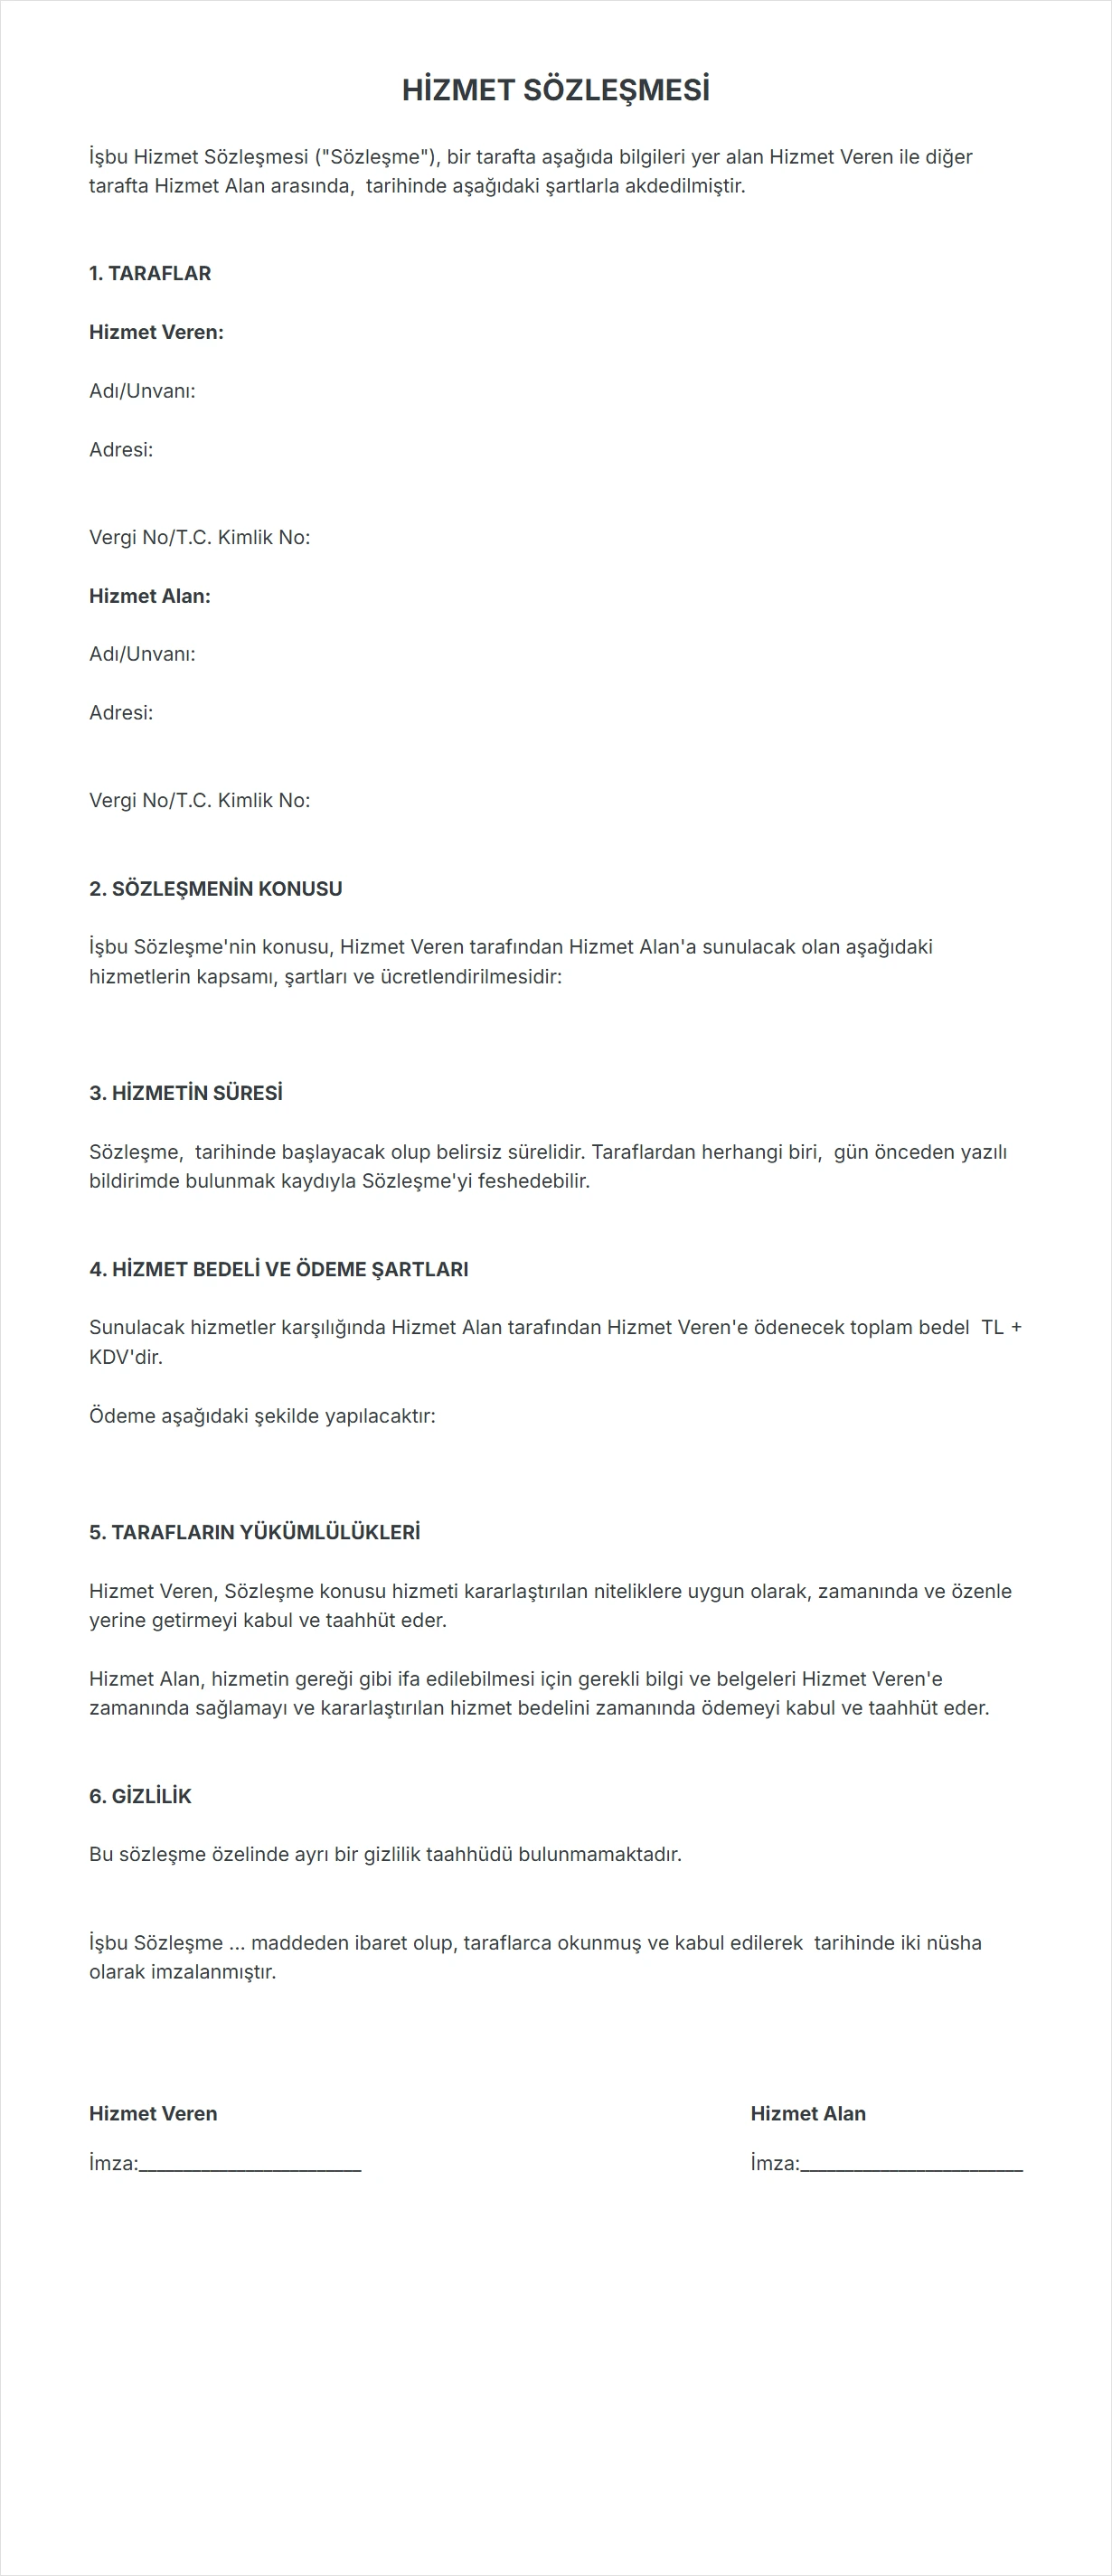 HİZMET SÖZLEŞMESİ
İşbu Hizmet Sözleşmesi ("Sözleşme"), bir tarafta aşağıda bilgileri yer alan Hizmet Veren ile diğer
tarafta Hizmet Alan arasında,  tarihinde aşağıdaki şartlarla akdedilmiştir.
1. TARAFLAR
Hizmet Veren:
Adı/Unvanı:
Adresi:
Vergi No/T.C. Kimlik No:
Hizmet Alan:
Adı/Unvanı:
Adresi:
Vergi No/T.C. Kimlik No:
2. SÖZLEŞMENİN KONUSU
İşbu Sözleşme'nin konusu, Hizmet Veren tarafından Hizmet Alan'a sunulacak olan aşağıdaki
hizmetlerin kapsamı, şartları ve ücretlendirilmesidir:
3. HİZMETİN SÜRESİ
Sözleşme,  tarihinde başlayacak olup belirsiz sürelidir. Taraflardan herhangi biri,  gün önceden yazılı
bildirimde bulunmak kaydıyla Sözleşme'yi feshedebilir.
4. HİZMET BEDELİ VE ÖDEME ŞARTLARI
Sunulacak hizmetler karşılığında Hizmet Alan tarafından Hizmet Veren'e ödenecek toplam bedel  TL +
KDV'dir.
Ödeme aşağıdaki şekilde yapılacaktır:
5. TARAFLARIN YÜKÜMLÜLÜKLERİ
Hizmet Veren, Sözleşme konusu hizmeti kararlaştırılan niteliklere uygun olarak, zamanında ve özenle
yerine getirmeyi kabul ve taahhüt eder.
Hizmet Alan, hizmetin gereği gibi ifa edilebilmesi için gerekli bilgi ve belgeleri Hizmet Veren'e
zamanında sağlamayı ve kararlaştırılan hizmet bedelini zamanında ödemeyi kabul ve taahhüt eder.
6. GİZLİLİK
Bu sözleşme özelinde ayrı bir gizlilik taahhüdü bulunmamaktadır.
İşbu Sözleşme ... maddeden ibaret olup, taraflarca okunmuş ve kabul edilerek  tarihinde iki nüsha
olarak imzalanmıştır.
Hizmet Veren
İmza:_________________________
Hizmet Alan
İmza:_________________________